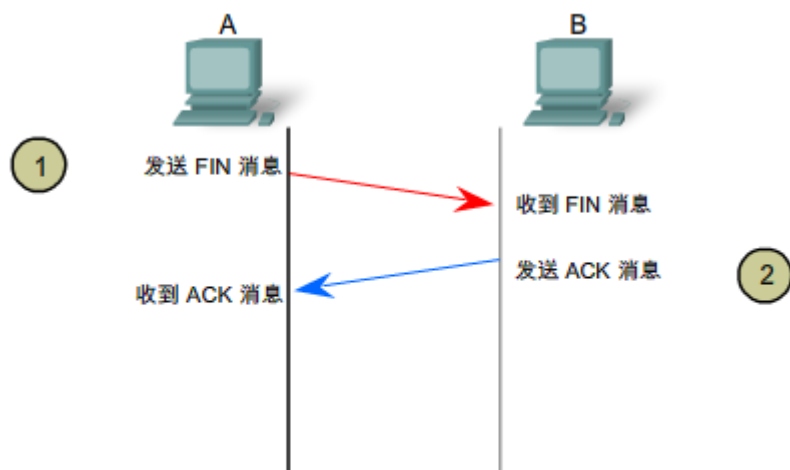 A
B
1
发送 FIN 消息
收到 FIN 消息
发送 ACK 消息
2
收到 ACK 消息